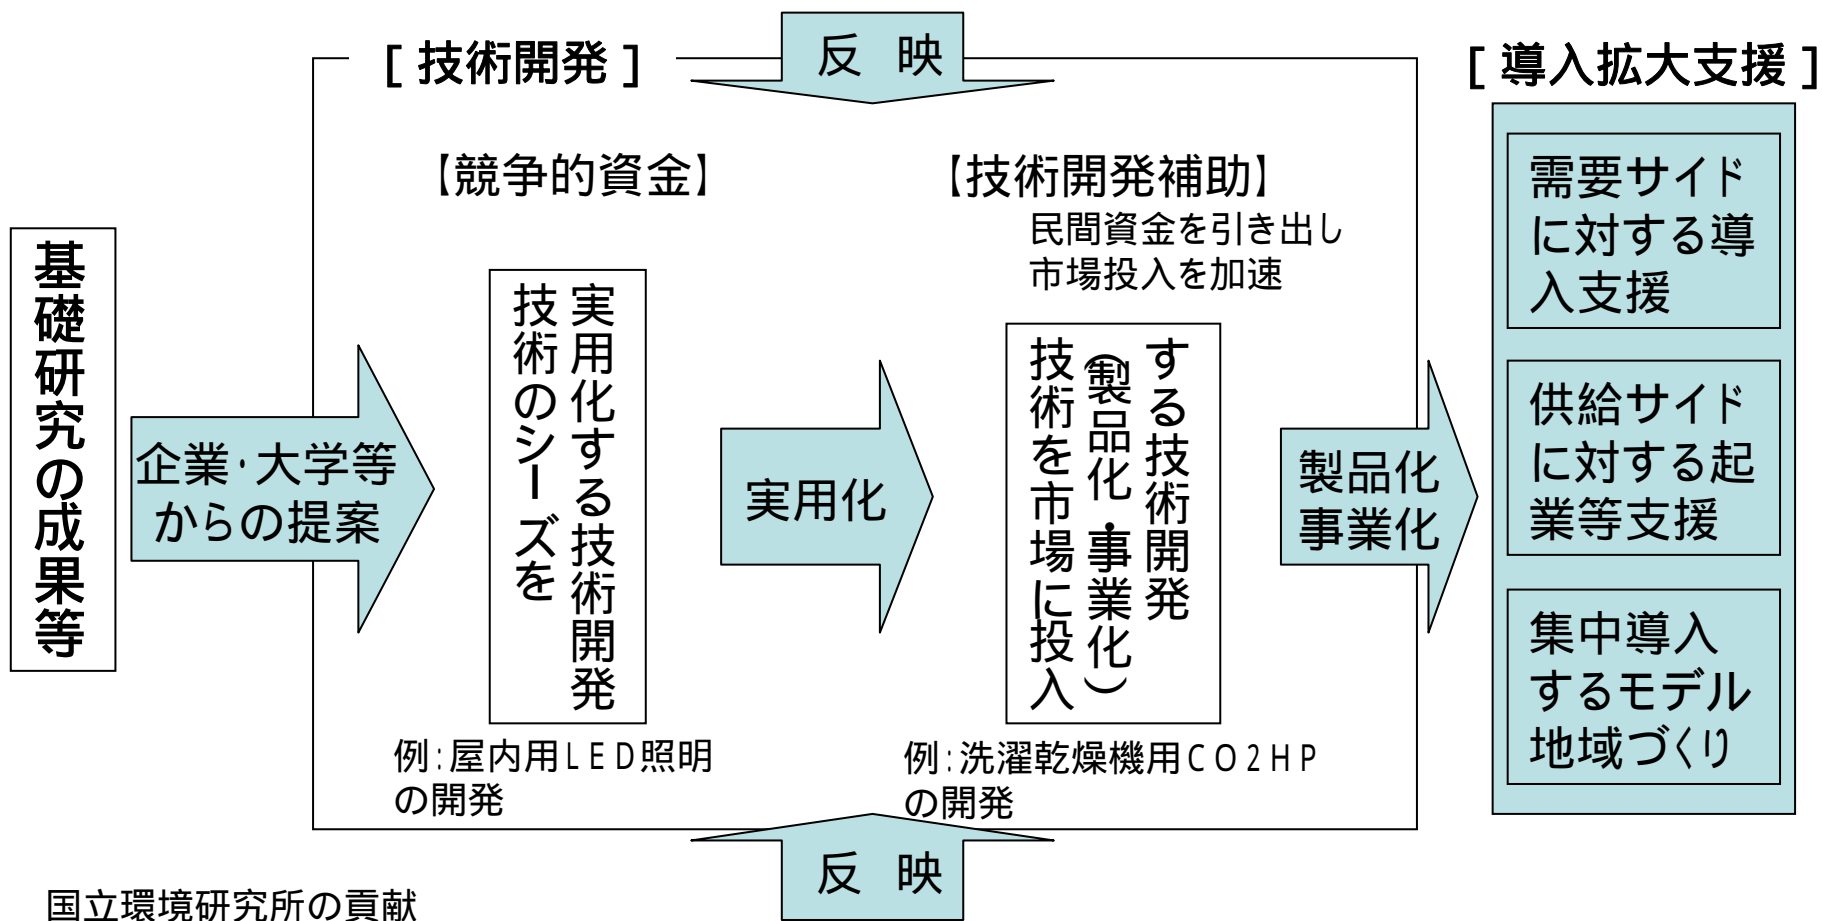 反 映
[ 技術開発 ]
[ 導入拡大支援 ]
【競争的資金】
【技術開発補助】
民間資金を引き出し
市場投入を加速
基礎研究の成果等
企業・大学等
からの提案
技術のシーズを
実用化する技術開発
例:屋内用LED照明
の開発
実用化
技術を市場に投入
(製品化・事業化)
する技術開発
例:洗濯乾燥機用CO2HP
の開発
製品化
事業化
需要サイド
に対する導
入支援
供給サイド
に対する起
業等支援
集中導入
するモデル
地域づくり
反 映
国立環境研究所の貢献